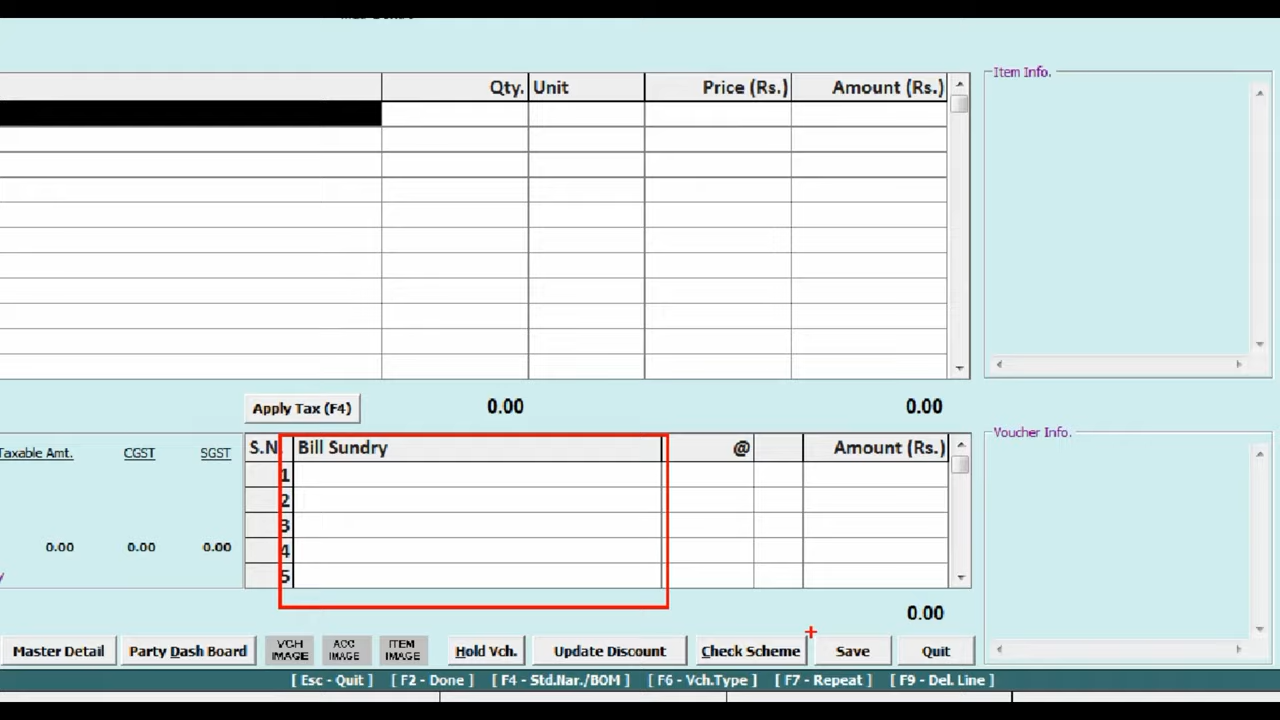 Item Info.
Qty. Unit Price (Rs.) Amount (Rs.)
Apply Tax (F4) 0.00 0.00
Voucher Info.
Taxable Amt. CGST SGST
S.N. Bill Sundry @ Amount (Rs.)
1
2
3
4
5
0.00 0.00 0.00
0.00
Master Detail Party Dash Board VCH IMAGE ACC IMAGE ITEM IMAGE Hold Vch. Update Discount Check Scheme Save Quit
[ Esc - Quit ] [ F2 - Done ] [ F4 - Std.Nar./BOM ] [ F6 - Vch.Type ] [ F7 - Repeat ] [ F9 - Del. Line ]